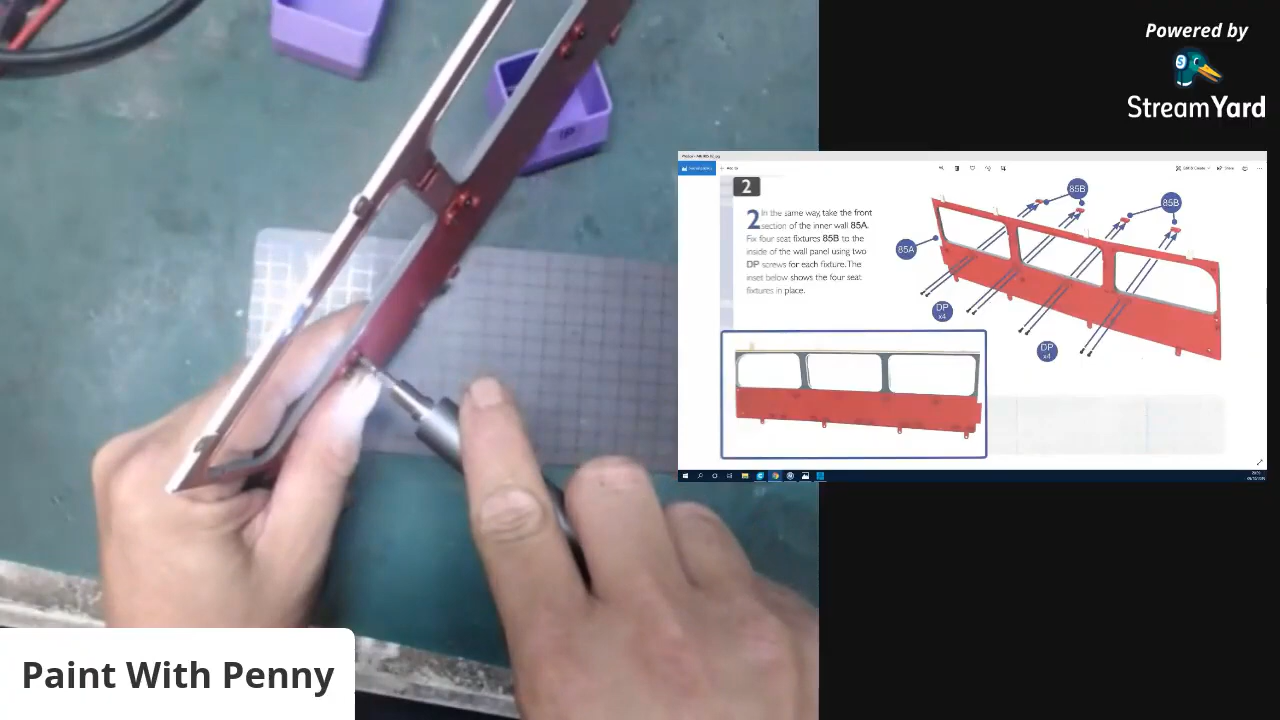 Powered by
StreamYard
2
2 In the same way, take the front
section of the inner wall 85A.
Fix four seat fixtures 85B to the
inside of the wall panel using two
DP screws for each fixture. The
inset below shows the four seat
fixtures in place.
85B
85B
85A
DP
x4
DP
x4
Paint With Penny